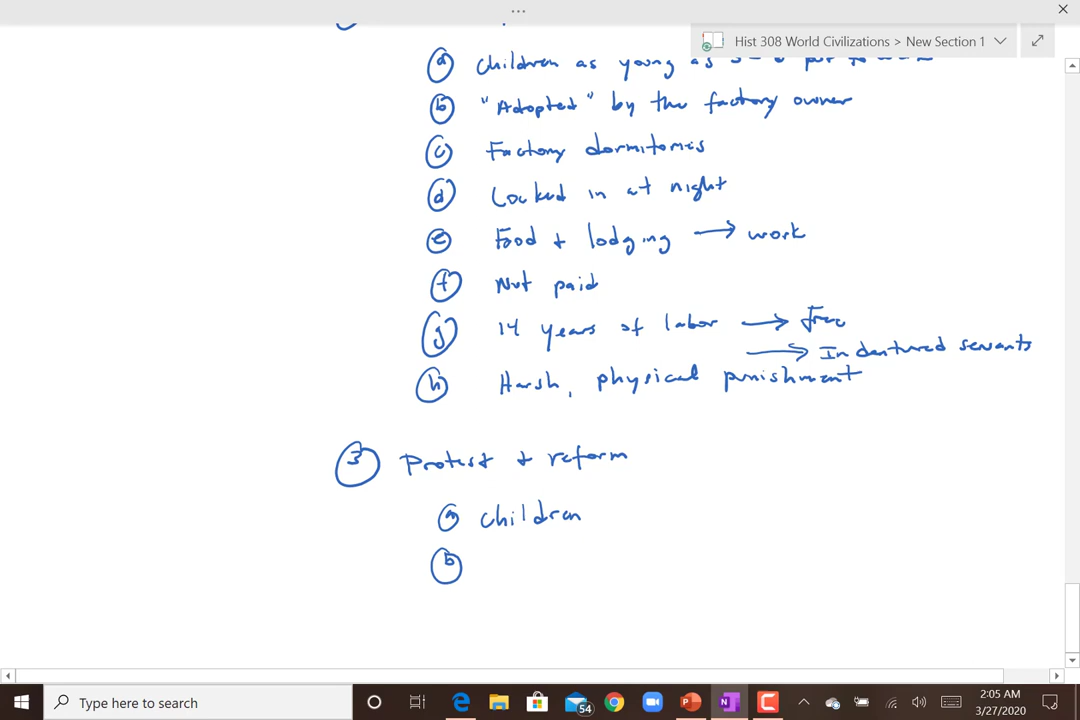 Hist 308 World Civilizations > New Section 1
(a) Children as young as
(b) "Adopted" by the factory owner
(c) Factory dormitories
(d) Locked in at night
(e) Food + lodging → work
(f) Not paid
(g) 14 years of labor → free
→ Indentured servants
(h) Harsh, physical punishment
(3) Protest + reform
(a) children
(b)
Type here to search
54
2:05 AM
3/27/2020